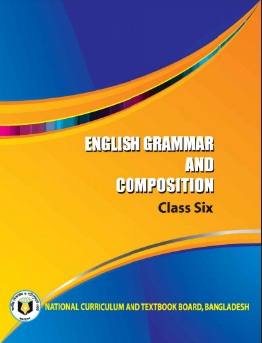 ENGLISH GRAMMAR
AND
COMPOSITION
Class Six
NATIONAL CURRICULUM AND TEXTBOOK BOARD, BANGLADESH